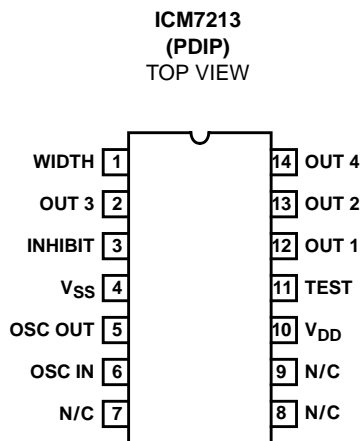 ICM7213
(PDIP)
TOP VIEW
WIDTH 1 14 OUT 4
OUT 3 2 13 OUT 2
INHIBIT 3 12 OUT 1
VSS 4 11 TEST
OSC OUT 5 10 VDD
OSC IN 6 9 N/C
N/C 7 8 N/C